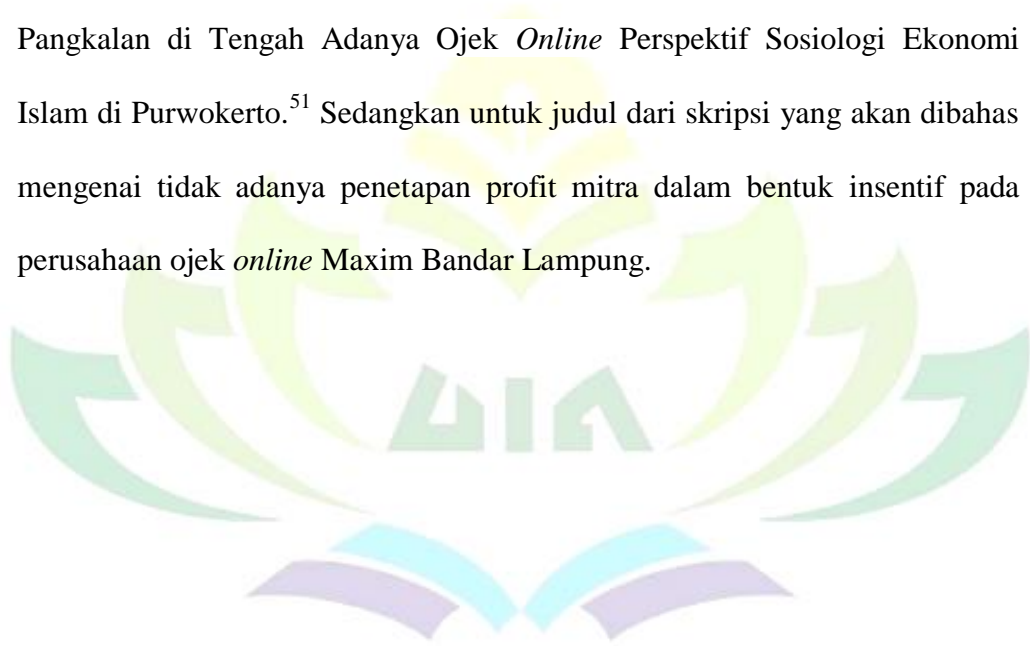 Pangkalan di Tengah Adanya Ojek Online Perspektif Sosiologi Ekonomi
Islam di Purwokerto.51 Sedangkan untuk judul dari skripsi yang akan dibahas
mengenai tidak adanya penetapan profit mitra dalam bentuk insentif pada
perusahaan ojek online Maxim Bandar Lampung.
UIN